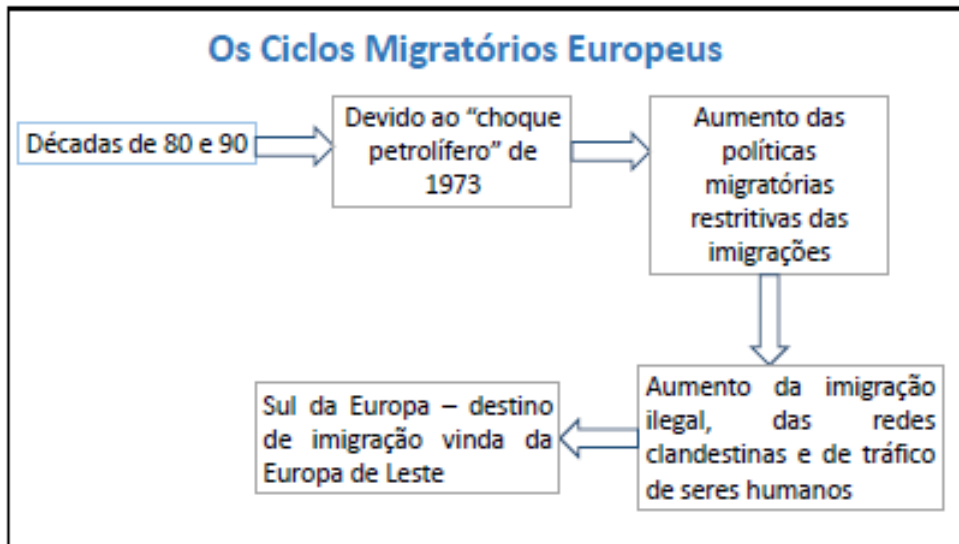 Os Ciclos Migratórios Europeus
Décadas de 80 e 90
Devido ao “choque
petrolífero” de
1973
Aumento das
políticas
migratórias
restritivas das
imigrações
Aumento da imigração
ilegal, das redes
clandestinas e de tráfico
de seres humanos
Sul da Europa – destino
de imigração vinda da
Europa de Leste